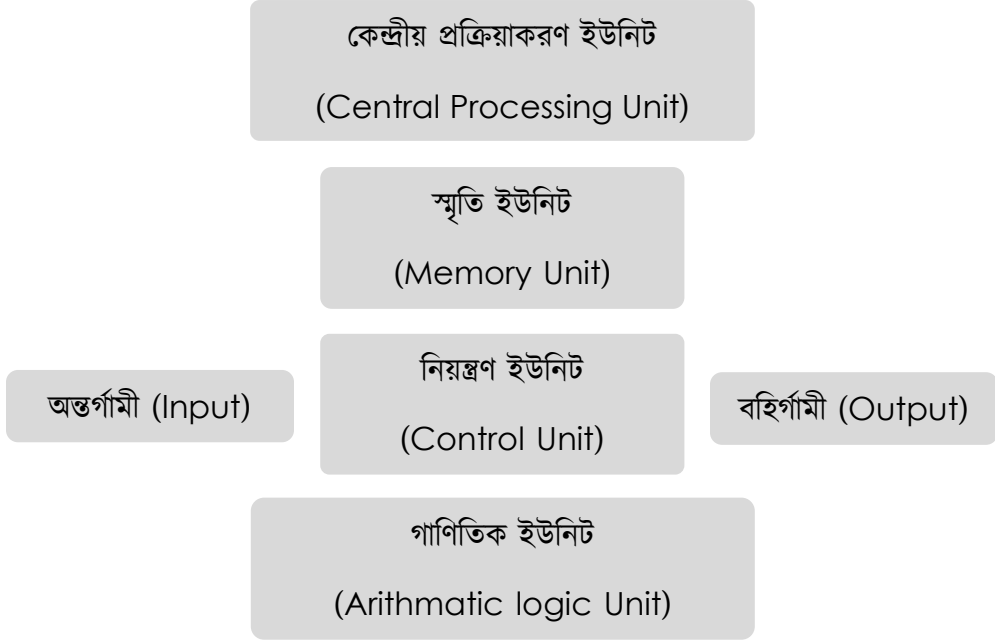 কেন্দ্রীয় প্রক্রিয়াকরণ ইউনিট
(Central Processing Unit)
স্মৃতি ইউনিট
(Memory Unit)
অন্তর্গামী (Input)
নিয়ন্ত্রণ ইউনিট
(Control Unit)
বহির্গামী (Output)
গাণিতিক ইউনিট
(Arithmatic logic Unit)